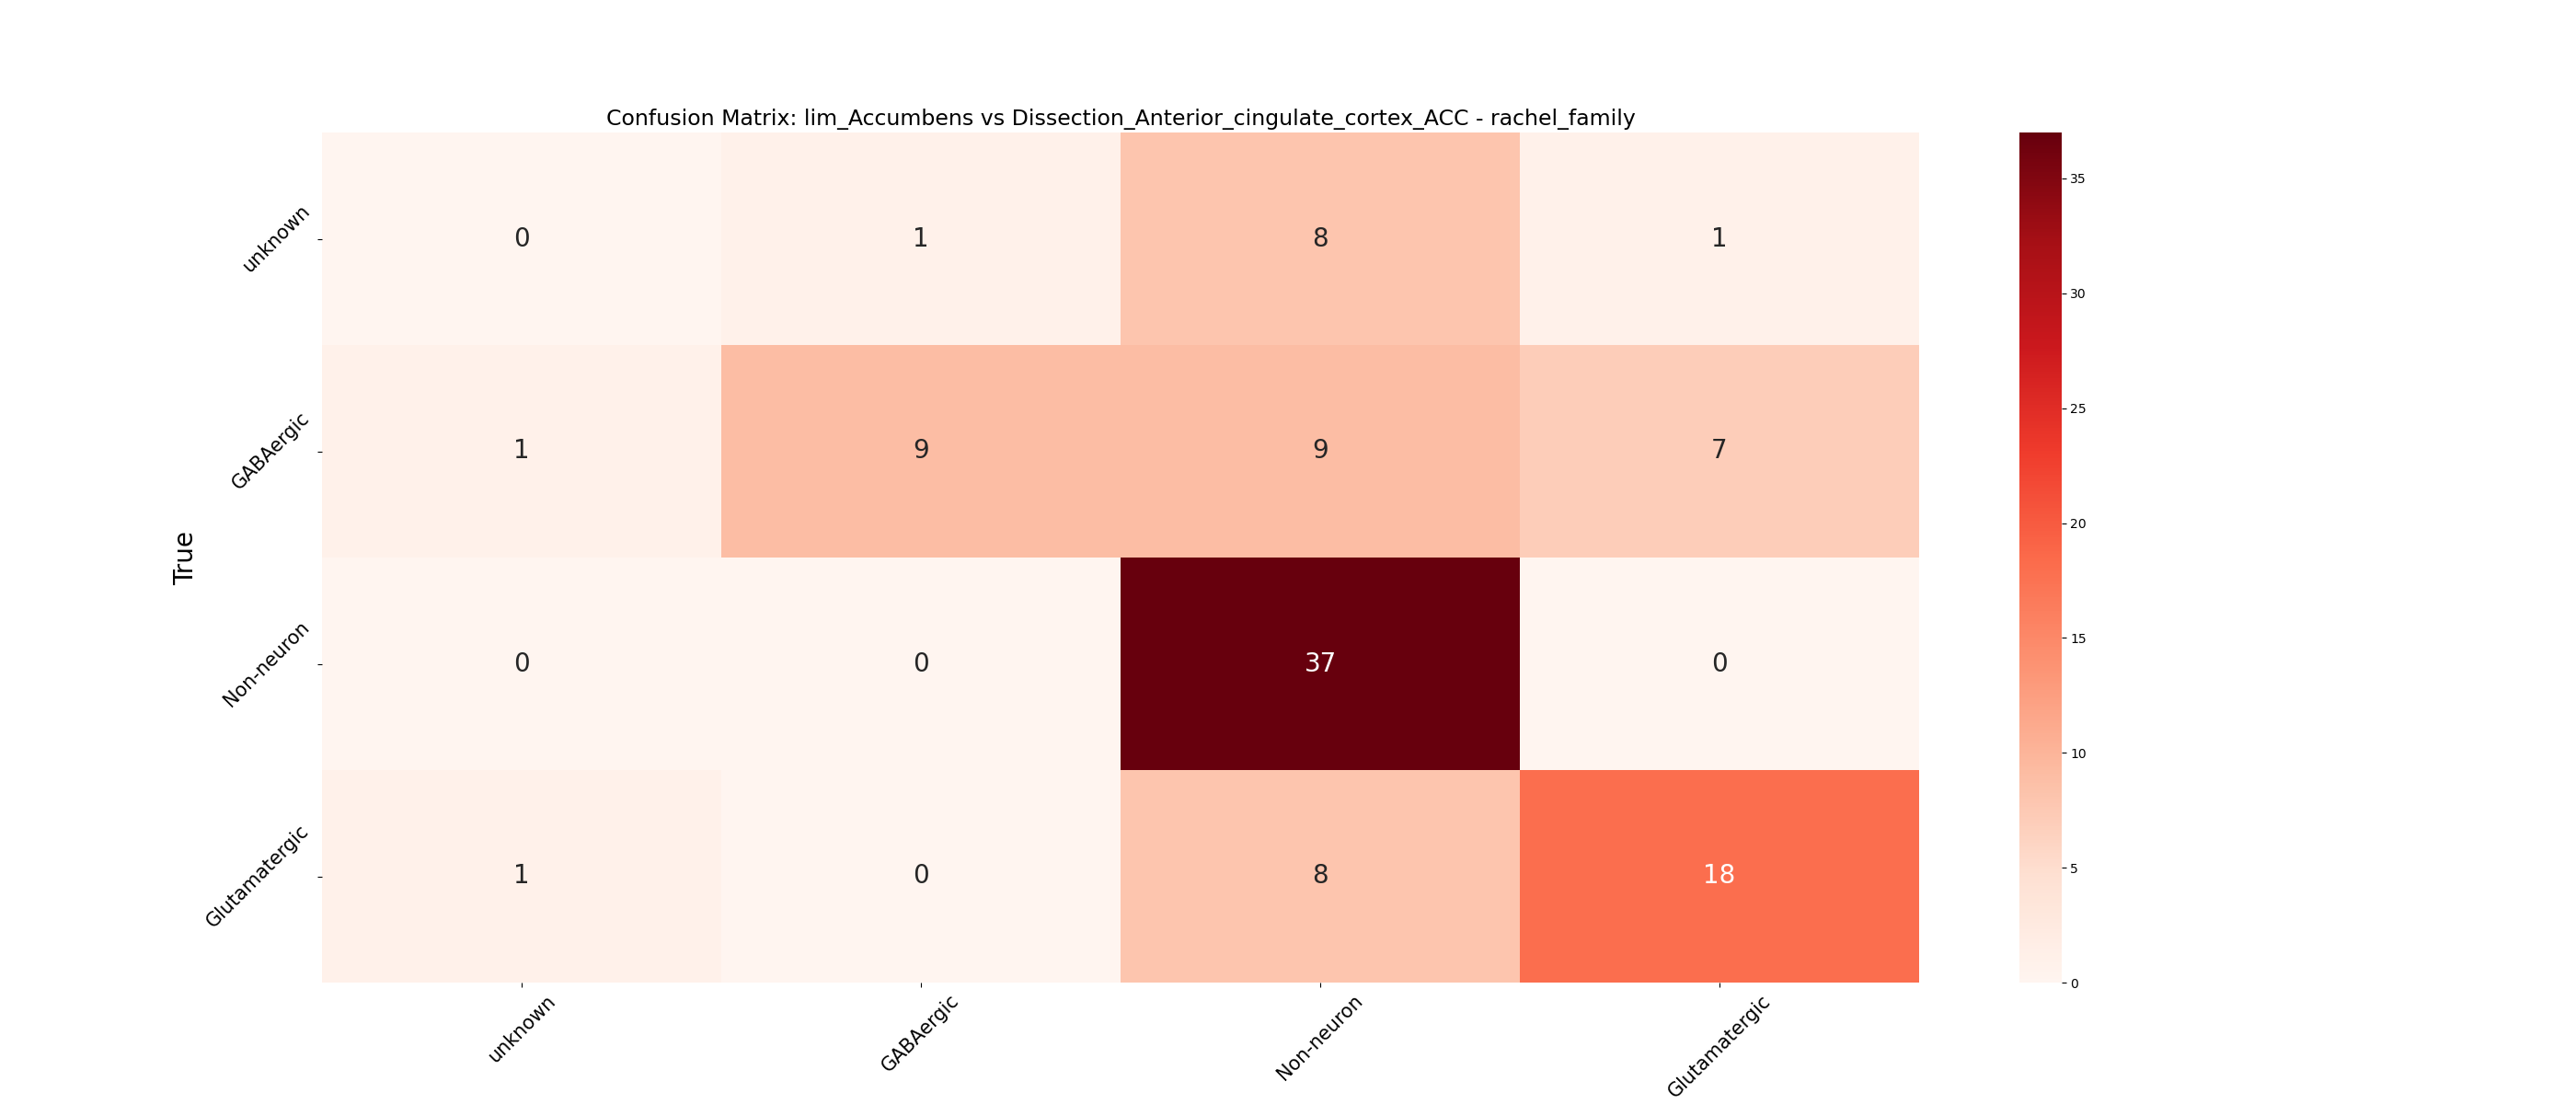 Confusion Matrix: lim_Accumbens vs Dissection_Anterior_cingulate_cortex_ACC - rachel_family
True
unknown 0 1 8 1
GABAergic 1 9 9 7
Non-neuron 0 0 37 0
Glutamatergic 1 0 8 18
unknown GABAergic Non-neuron Glutamatergic
35
30
25
20
15
10
5
0